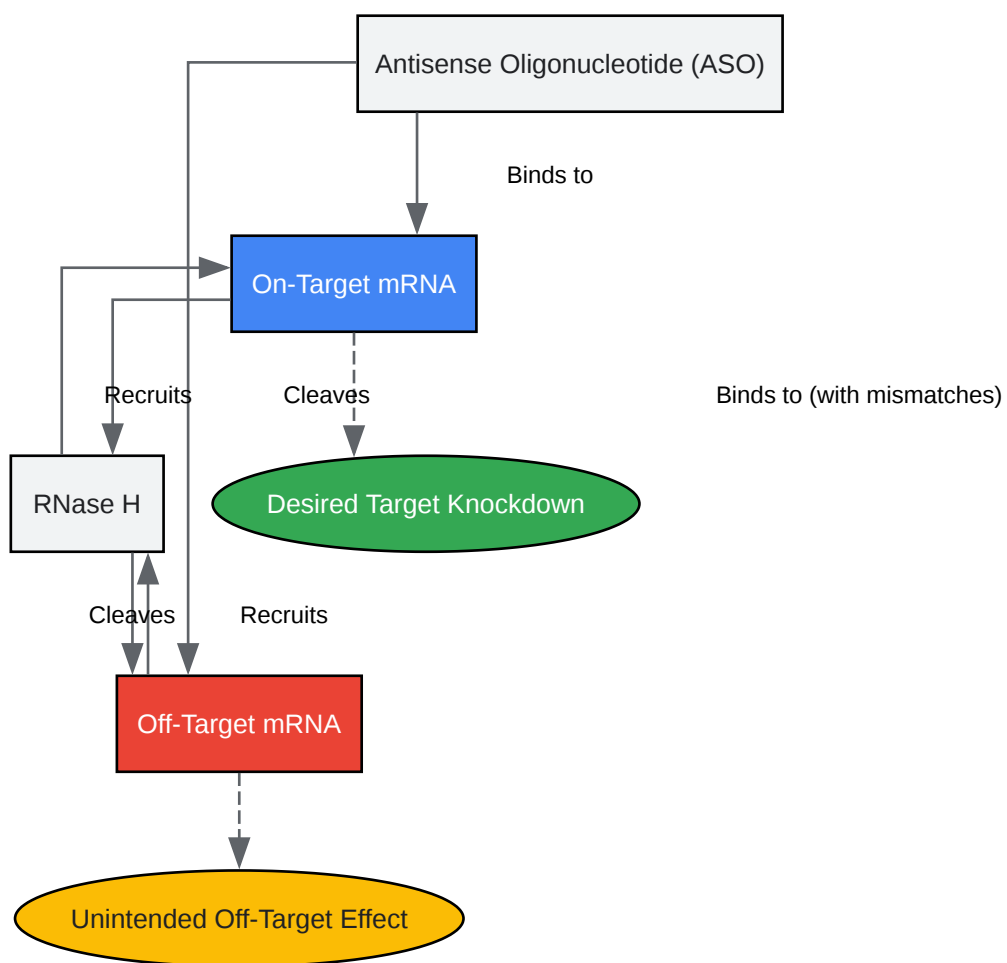 Antisense Oligonucleotide (ASO)
Binds to
On-Target mRNA
Recruits
Cleaves
Binds to (with mismatches)
RNase H
Desired Target Knockdown
Cleaves
Recruits
Off-Target mRNA
Unintended Off-Target Effect